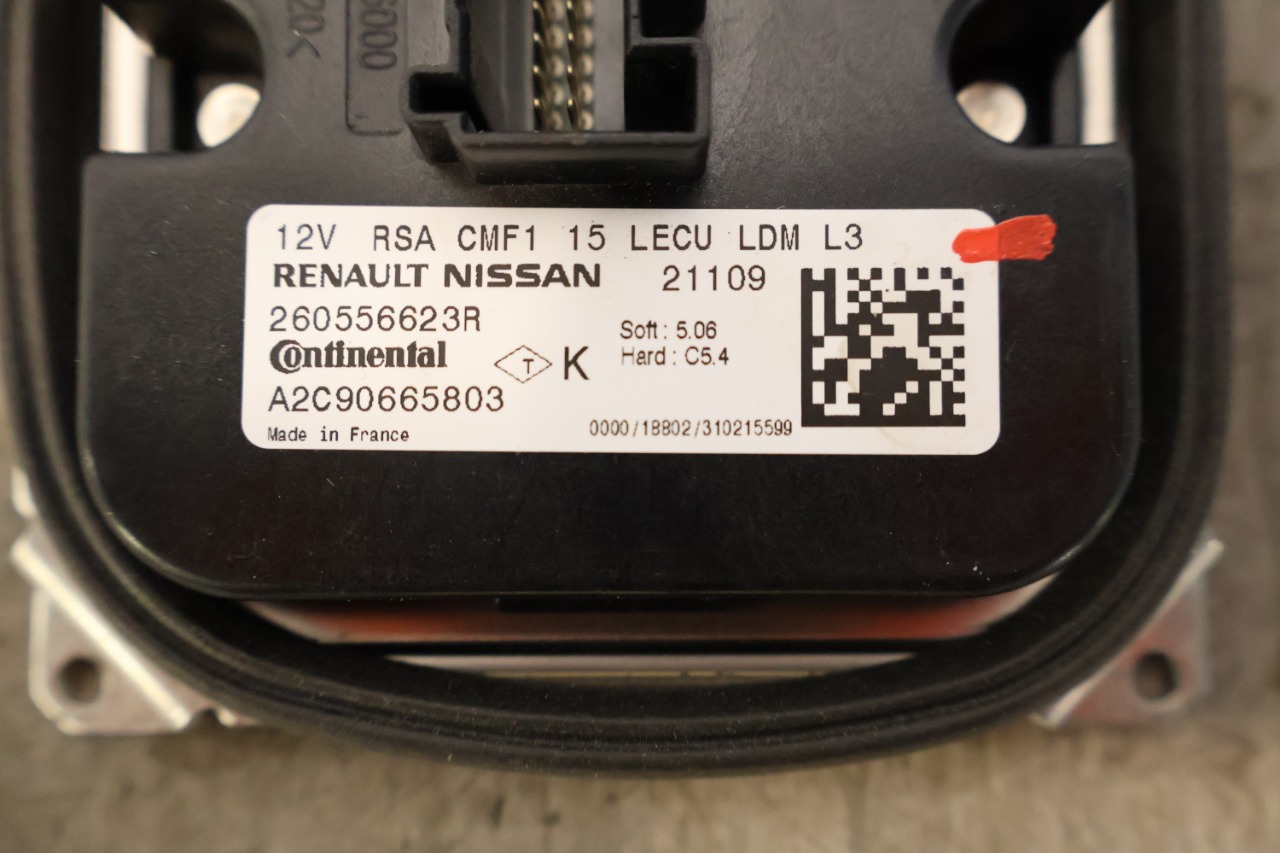 20<
12V RSA CMF1 15 LECU LDM L3
RENAULT NISSAN 21109
260556623R
Soft : 5.06
Continental T K Hard : C5.4
A2C90665803
Made in France 0000/18802/310215599